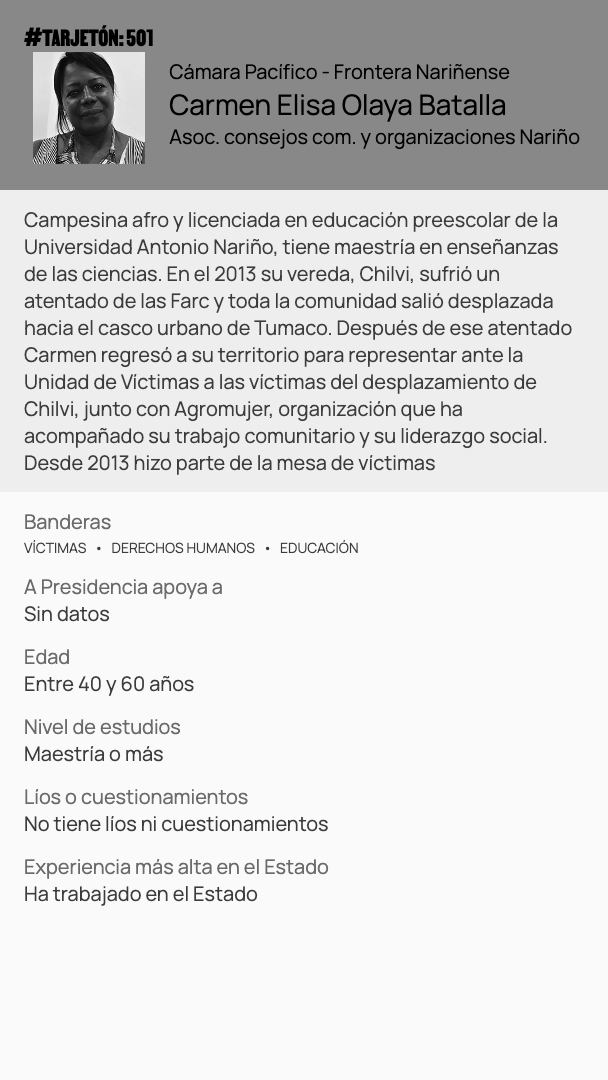 #TARJETÓN: 501
Cámara Pacífico - Frontera Nariñense
Carmen Elisa Olaya Batalla
Asoc. consejos com. y organizaciones Nariño
Campesina afro y licenciada en educación preescolar de la
Universidad Antonio Nariño, tiene maestría en enseñanzas
de las ciencias. En el 2013 su vereda, Chilvi, sufrió un
atentado de las Farc y toda la comunidad salió desplazada
hacia el casco urbano de Tumaco. Después de ese atentado
Carmen regresó a su territorio para representar ante la
Unidad de Víctimas a las víctimas del desplazamiento de
Chilvi, junto con Agromujer, organización que ha
acompañado su trabajo comunitario y su liderazgo social.
Desde 2013 hizo parte de la mesa de víctimas
Banderas
VÍCTIMAS • DERECHOS HUMANOS • EDUCACIÓN
A Presidencia apoya a
Sin datos
Edad
Entre 40 y 60 años
Nivel de estudios
Maestría o más
Líos o cuestionamientos
No tiene líos ni cuestionamientos
Experiencia más alta en el Estado
Ha trabajado en el Estado